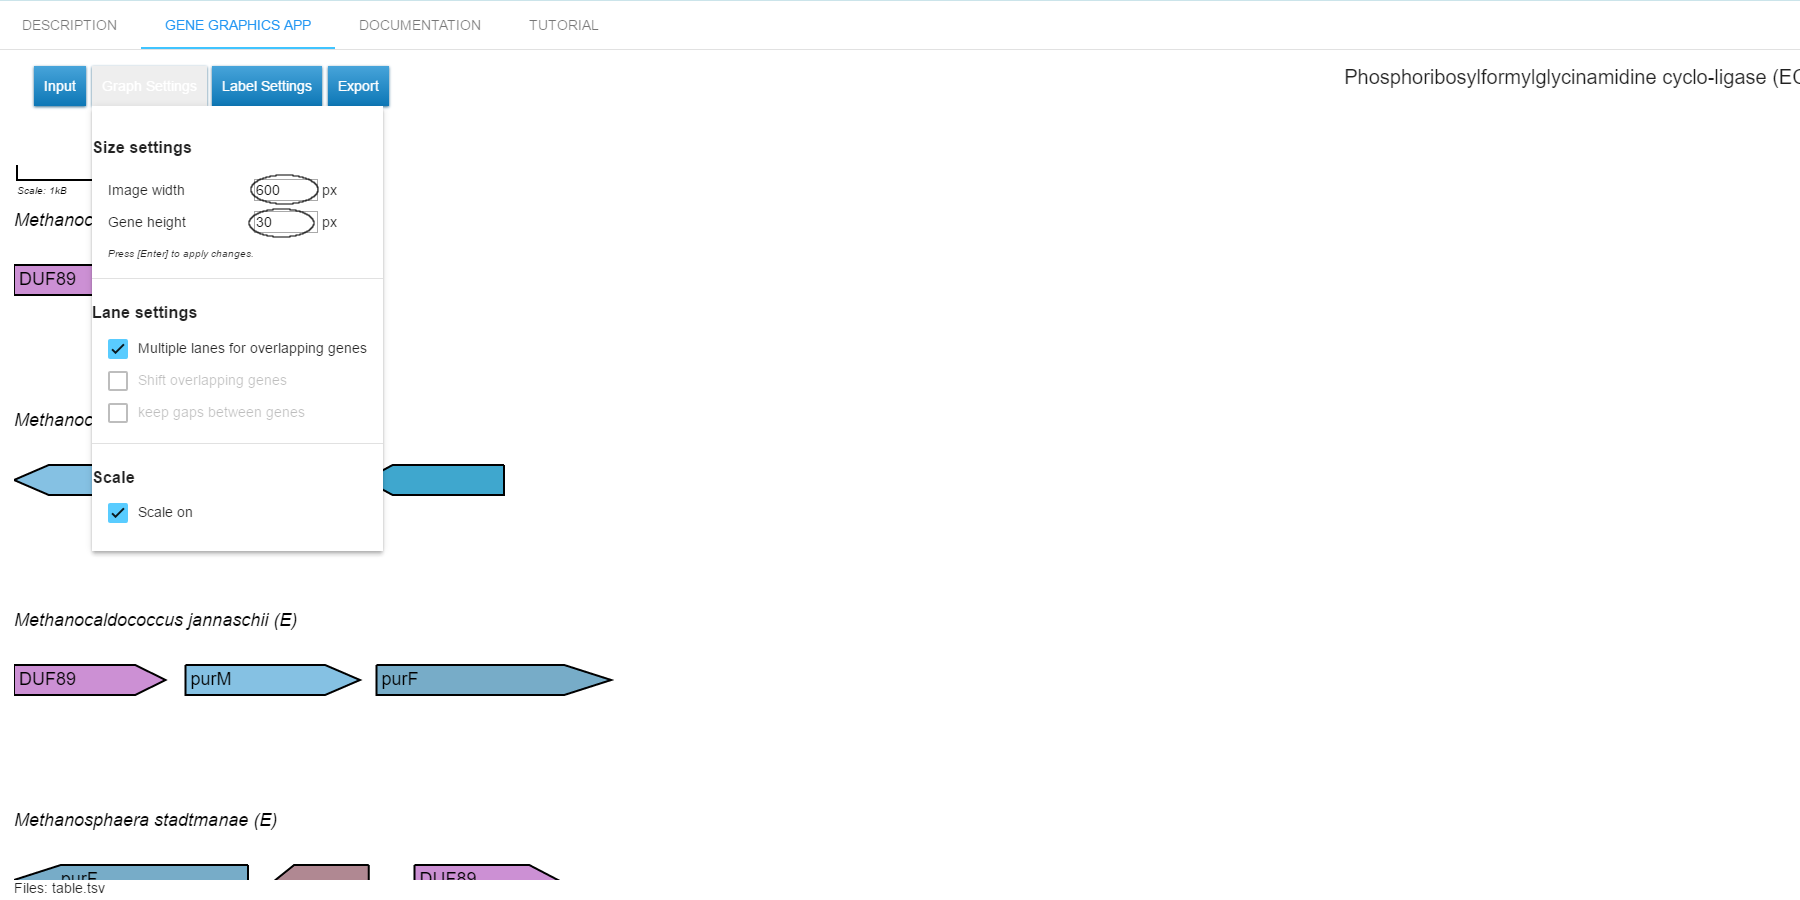 DESCRIPTION GENE GRAPHICS APP DOCUMENTATION TUTORIAL
Input Graph Settings Label Settings Export
Phosphoribosylformylglycinamidine cyclo-ligase (EC
Size settings
Scale: 1kB
Image width 600 px
Methanoc
Gene height 30 px
Press [Enter] to apply changes.
DUF89
Lane settings
Multiple lanes for overlapping genes
Shift overlapping genes
keep gaps between genes
Methanoc
Scale
Scale on
Methanocaldococcus jannaschii (E)
DUF89 purM purF
Methanosphaera stadtmanae (E)
purF DUF89
Files: table.tsv